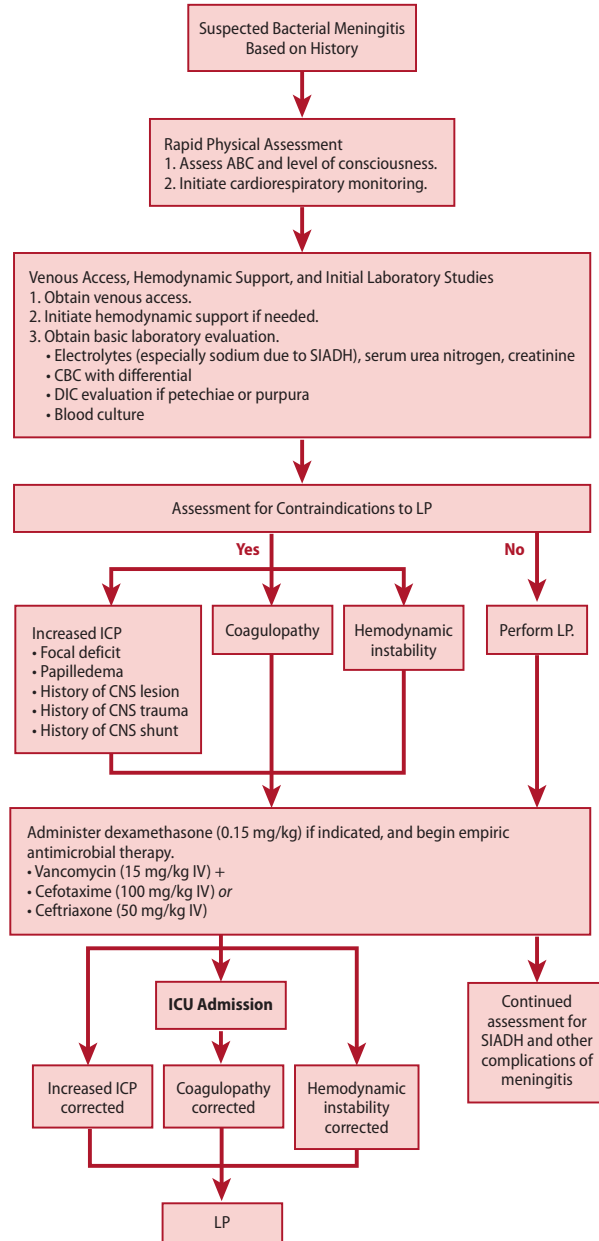 Suspected Bacterial Meningitis
Based on History
Rapid Physical Assessment
1. Assess ABC and level of consciousness.
2. Initiate cardiorespiratory monitoring.
Venous Access, Hemodynamic Support, and Initial Laboratory Studies
1. Obtain venous access.
2. Initiate hemodynamic support if needed.
3. Obtain basic laboratory evaluation.
• Electrolytes (especially sodium due to SIADH), serum urea nitrogen, creatinine
• CBC with differential
• DIC evaluation if petechiae or purpura
• Blood culture
Assessment for Contraindications to LP
Yes
No
Increased ICP
• Focal deficit
• Papilledema
• History of CNS lesion
• History of CNS trauma
• History of CNS shunt
Coagulopathy
Hemodynamic
instability
Perform LP.
Administer dexamethasone (0.15 mg/kg) if indicated, and begin empiric
antimicrobial therapy.
• Vancomycin (15 mg/kg IV) +
• Cefotaxime (100 mg/kg IV) or
• Ceftriaxone (50 mg/kg IV)
ICU Admission
Increased ICP
corrected
Coagulopathy
corrected
Hemodynamic
instability
corrected
Continued
assessment for
SIADH and other
complications of
meningitis
LP